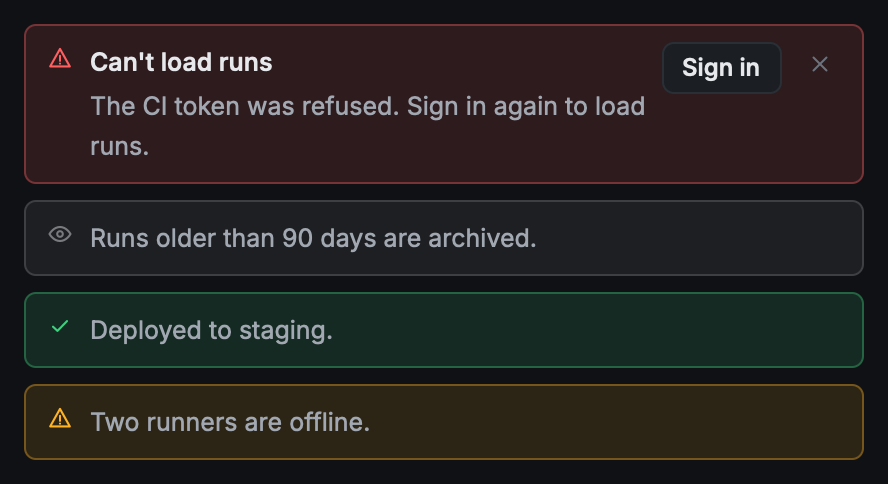 Can't load runs
Sign in
The CI token was refused. Sign in again to load
runs.
Runs older than 90 days are archived.
Deployed to staging.
Two runners are offline.